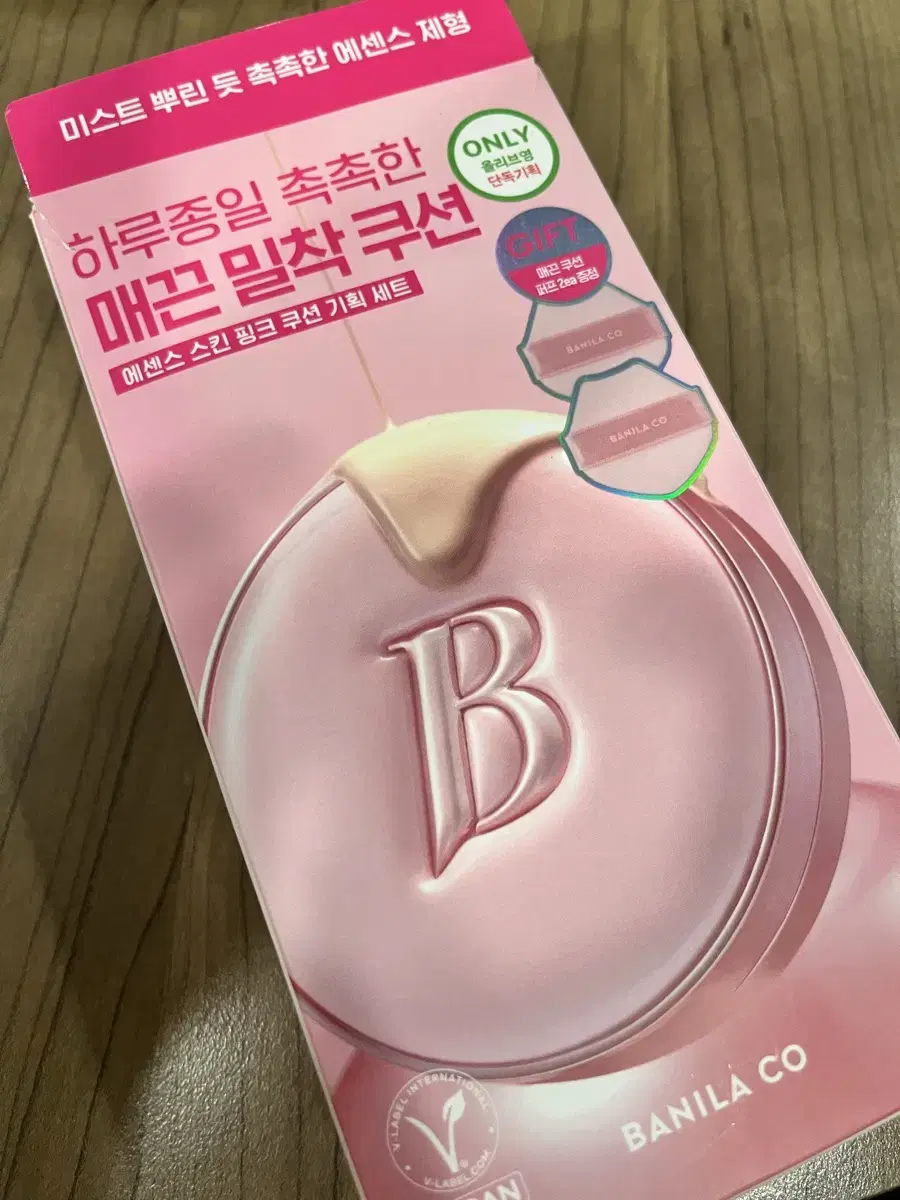 미스트 뿌린 듯 촉촉한 에센스 제형
하루종일 촉촉한
매끈 밀착 쿠션
에센스 스킨 핑크 쿠션 기획 세트
ONLY
올리브영
단독기획
GIFT
매끈 쿠션
퍼프 2ea 증정
BANILA CO
BANILA CO
B
BANILA CO
V-LABEL INTERNATIONAL
V-LABEL.COM